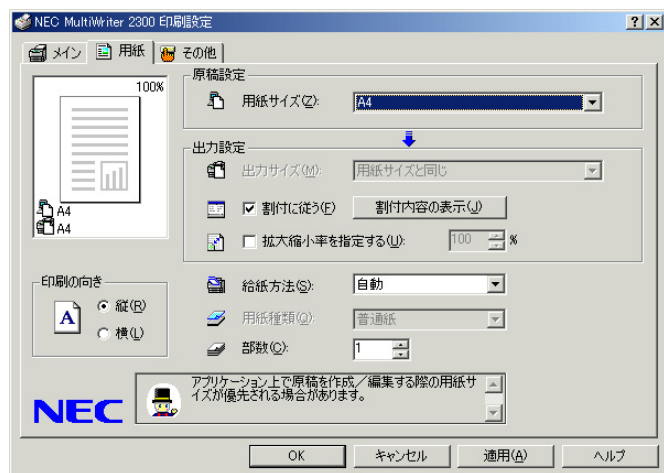 NEC MultiWriter 2300 印刷設定
メイン
用紙
その他
100%
A4
A4
原稿設定
用紙サイズ(Z):
A4
出力設定
出力サイズ(M):
用紙サイズと同じ
割付に従う(F)
割付内容の表示(J)
拡大縮小率を指定する(U):
100
%
印刷の向き
A
縦(R)
横(L)
給紙方法(S):
自動
用紙種類(Q):
普通紙
部数(C):
1
NEC
アプリケーション上で原稿を作成/編集する際の用紙サ
イズが優先される場合があります。
OK
キャンセル
適用(A)
ヘルプ